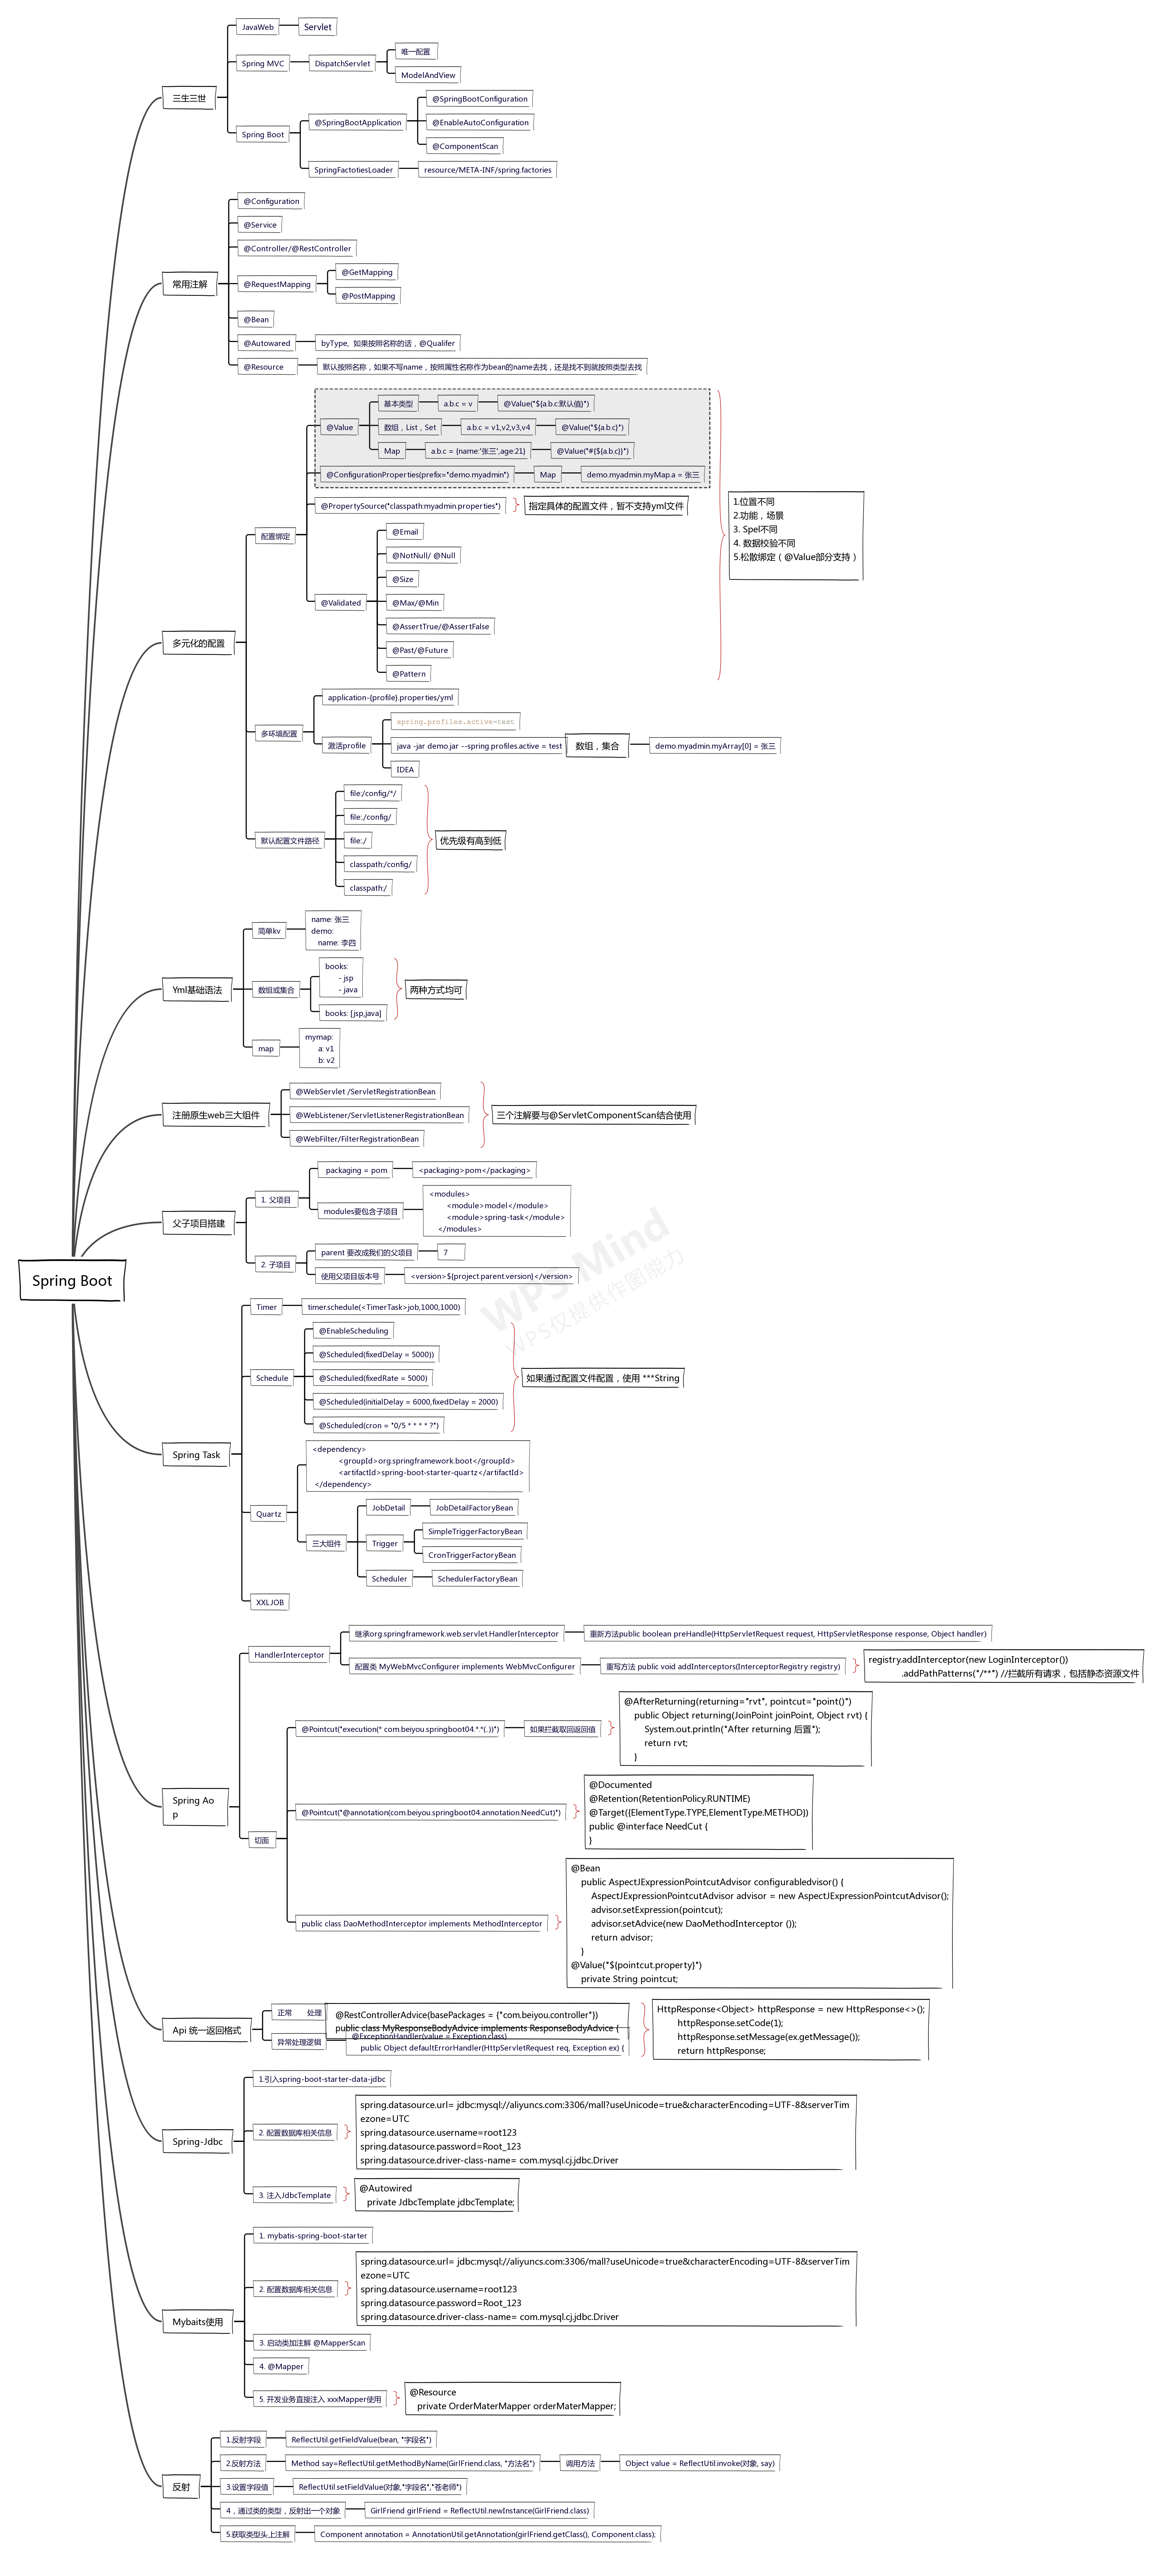 Spring Boot
三生三世
JavaWeb
Servlet
Spring MVC
DispatchServlet
唯一配置
ModelAndView
Spring Boot
@SpringBootApplication
@SpringBootConfiguration
@EnableAutoConfiguration
@ComponentScan
SpringFactotiesLoader
resource/META-INF/spring.factories
常用注解
@Configuration
@Service
@Controller/@RestController
@RequestMapping
@GetMapping
@PostMapping
@Bean
@Autowared
byType, 如果按照名称的话，@Qualifer
@Resource
默认按照名称，如果不写name，按照属性名称作为bean的name去找，还是找不到就按照类型去找
多元化的配置
配置绑定
@Value
基本类型
a.b.c = v
@Value("${a.b.c:默认值}")
数组，List，Set
a.b.c = v1,v2,v3,v4
@Value("${a.b.c}")
Map
a.b.c = {name:'张三',age:21}
@Value("#{${a.b.c}}")
@ConfigurationProperties(prefix="demo.myadmin")
Map
demo.myadmin.myMap.a = 张三
@PropertySource("classpath:myadmin.properties")
指定具体的配置文件，暂不支持yml文件
@Validated
@Email
@NotNull/ @Null
@Size
@Max/@Min
@AssertTrue/@AssertFalse
@Past/@Future
@Pattern
1.位置不同
2.功能，场景
3. Spel不同
4. 数据校验不同
5.松散绑定（ @Value部分支持 ）
多环填配置
application-{profile}.properties/yml
激活profile
spring.profiles.active=test
java -jar demo.jar --spring.profiles.active = test
IDEA
数组，集合
demo.myadmin.myArray[0] = 张三
默认配置文件路径
file:/config/*/
file:./config/
file:./
classpath:/config/
classpath:/
优先级有高到低
Yml基础语法
简单kv
name: 张三
demo:
name: 李四
数组或集合
books:
- jsp
- java
books: [jsp,java]
两种方式均可
map
mymap:
a: v1
b: v2
注册原生web三大组件
@WebServlet /ServletRegistrationBean
@WebListener/ServletListenerRegistrationBean
@WebFilter/FilterRegistrationBean
三个注解要与@ServletComponentScan结合使用
父子项目搭建
1. 父项目
packaging = pom
<packaging>pom</packaging>
modules要包含子项目
<modules>
<module>model</module>
<module>spring-task</module>
</modules>
2. 子项目
parent 要改成我们的父项目
7
使用父项目版本号
<version>${project.parent.version}</version>
WPS Mind
WPS仅提供作图能力
Spring Task
Timer
timer.schedule(<TimerTask>job,1000,1000)
Schedule
@EnableScheduling
@Scheduled(fixedDelay = 5000))
@Scheduled(fixedRate = 5000)
@Scheduled(initialDelay = 6000,fixedDelay = 2000)
@Scheduled(cron = "0/5 * * * * ?")
如果通过配置文件配置，使用 ***String
Quartz
<dependency>
<groupId>org.springframework.boot</groupId>
<artifactId>spring-boot-starter-quartz</artifactId>
</dependency>
三大组件
JobDetail
JobDetailFactoryBean
Trigger
SimpleTriggerFactoryBean
CronTriggerFactoryBean
Scheduler
SchedulerFactoryBean
XXLJOB
Spring Ao
p
HandlerInterceptor
继承org.springframework.web.servlet.HandlerInterceptor
重新方法public boolean preHandle(HttpServletRequest request, HttpServletResponse response, Object handler)
配置类 MyWebMvcConfigurer implements WebMvcConfigurer
重写方法 public void addInterceptors(InterceptorRegistry registry)
registry.addInterceptor(new LoginInterceptor())
.addPathPatterns("/**") //拦截所有请求，包括静态资源文件
切面
@Pointcut("execution(* com.beiyou.springboot04.*.*(..))")
如果拦截取回返回值
@AfterReturning(returning="rvt", pointcut="point()")
public Object returning(JoinPoint joinPoint, Object rvt) {
System.out.println("After returning 后置");
return rvt;
}
@Pointcut("@annotation(com.beiyou.springboot04.annotation.NeedCut)")
@Documented
@Retention(RetentionPolicy.RUNTIME)
@Target({ElementType.TYPE,ElementType.METHOD})
public @interface NeedCut {
}
public class DaoMethodInterceptor implements MethodInterceptor
@Bean
public AspectJExpressionPointcutAdvisor configurabledvisor() {
AspectJExpressionPointcutAdvisor advisor = new AspectJExpressionPointcutAdvisor();
advisor.setExpression(pointcut);
advisor.setAdvice(new DaoMethodInterceptor ());
return advisor;
}
@Value("${pointcut.property}")
private String pointcut;
Api 统一返回格式
正常 处理
@RestControllerAdvice(basePackages = {"com.beiyou.controller"})
public class MyResponseBodyAdvice implements ResponseBodyAdvice {
异常处理逻辑
@ExceptionHandler(value = Exception.class)
public Object defaultErrorHandler(HttpServletRequest req, Exception ex) {
HttpResponse<Object> httpResponse = new HttpResponse<>();
httpResponse.setCode(1);
httpResponse.setMessage(ex.getMessage());
return httpResponse;
Spring-Jdbc
1.引入spring-boot-starter-data-jdbc
2. 配置数据库相关信息
spring.datasource.url= jdbc:mysql://aliyuncs.com:3306/mall?useUnicode=true&characterEncoding=UTF-8&serverTim
ezone=UTC
spring.datasource.username=root123
spring.datasource.password=Root_123
spring.datasource.driver-class-name= com.mysql.cj.jdbc.Driver
3. 注入JdbcTemplate
@Autowired
private JdbcTemplate jdbcTemplate;
Mybaits使用
1. mybatis-spring-boot-starter
2. 配置数据库相关信息
spring.datasource.url= jdbc:mysql://aliyuncs.com:3306/mall?useUnicode=true&characterEncoding=UTF-8&serverTim
ezone=UTC
spring.datasource.username=root123
spring.datasource.password=Root_123
spring.datasource.driver-class-name= com.mysql.cj.jdbc.Driver
3. 启动类加注解 @MapperScan
4. @Mapper
5. 开发业务直接注入 xxxMapper使用
@Resource
private OrderMaterMapper orderMaterMapper;
反射
1.反射字段
ReflectUtil.getFieldValue(bean, "字段名")
2.反射方法
Method say=ReflectUtil.getMethodByName(GirlFriend.class, "方法名")
调用方法
Object value = ReflectUtil.invoke(对象, say)
3.设置字段值
ReflectUtil.setFieldValue(对象,"字段名","苍老师")
4，通过类的类型，反射出一个对象
GirlFriend girlFriend = ReflectUtil.newInstance(GirlFriend.class)
5.获取类型头上注解
Component annotation = AnnotationUtil.getAnnotation(girlFriend.getClass(), Component.class);